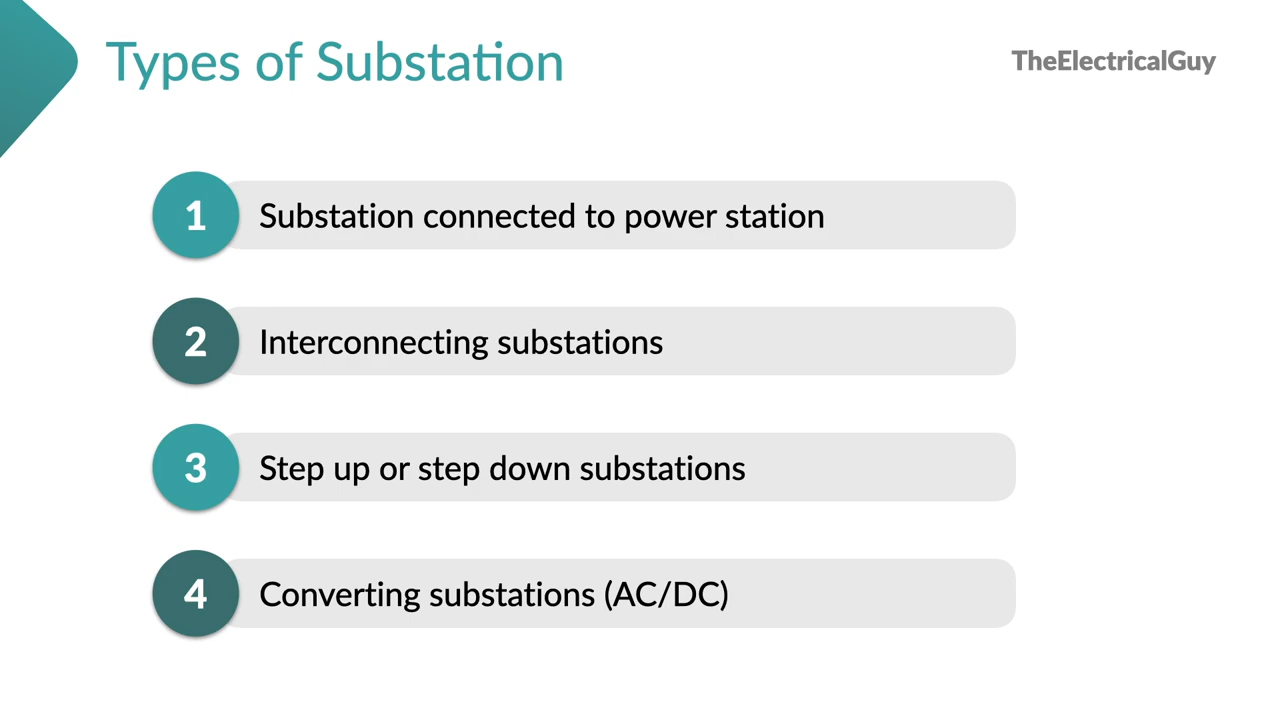 Types of Substation
TheElectricalGuy
1
Substation connected to power station
2
Interconnecting substations
3
Step up or step down substations
4
Converting substations (AC/DC)